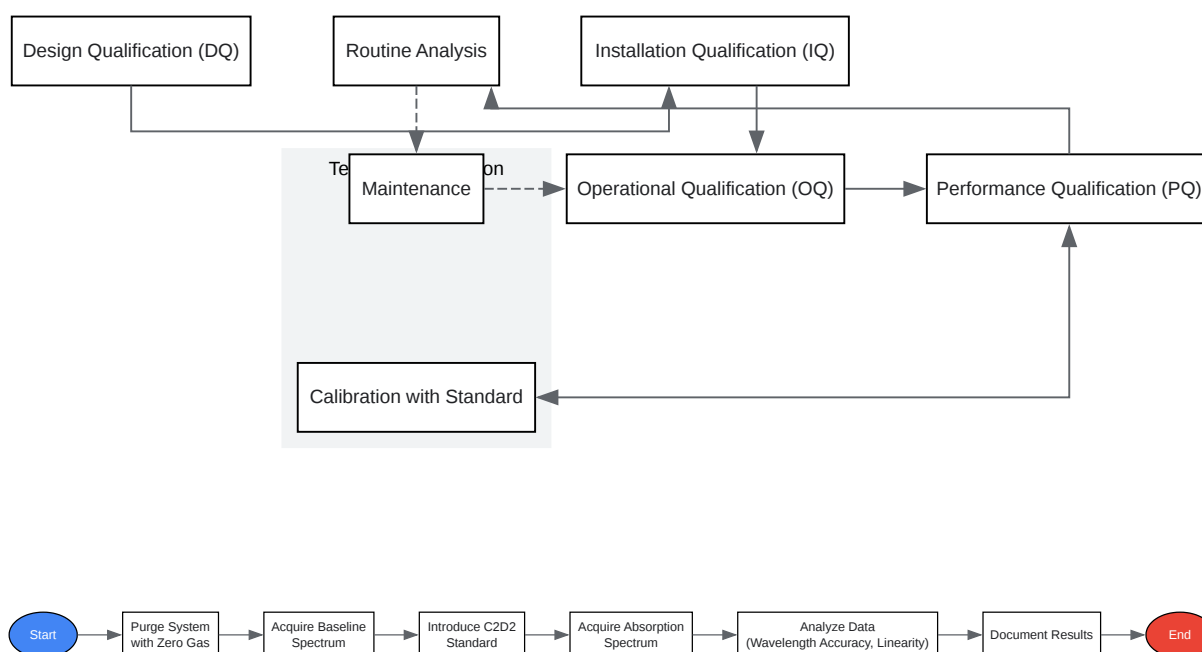 Design Qualification (DQ)
Routine Analysis
Installation Qualification (IQ)
Maintenance
Operational Qualification (OQ)
Performance Qualification (PQ)
Calibration with Standard
Start
Purge System
with Zero Gas
Acquire Baseline
Spectrum
Introduce C2D2
Standard
Acquire Absorption
Spectrum
Analyze Data
(Wavelength Accuracy, Linearity)
Document Results
End